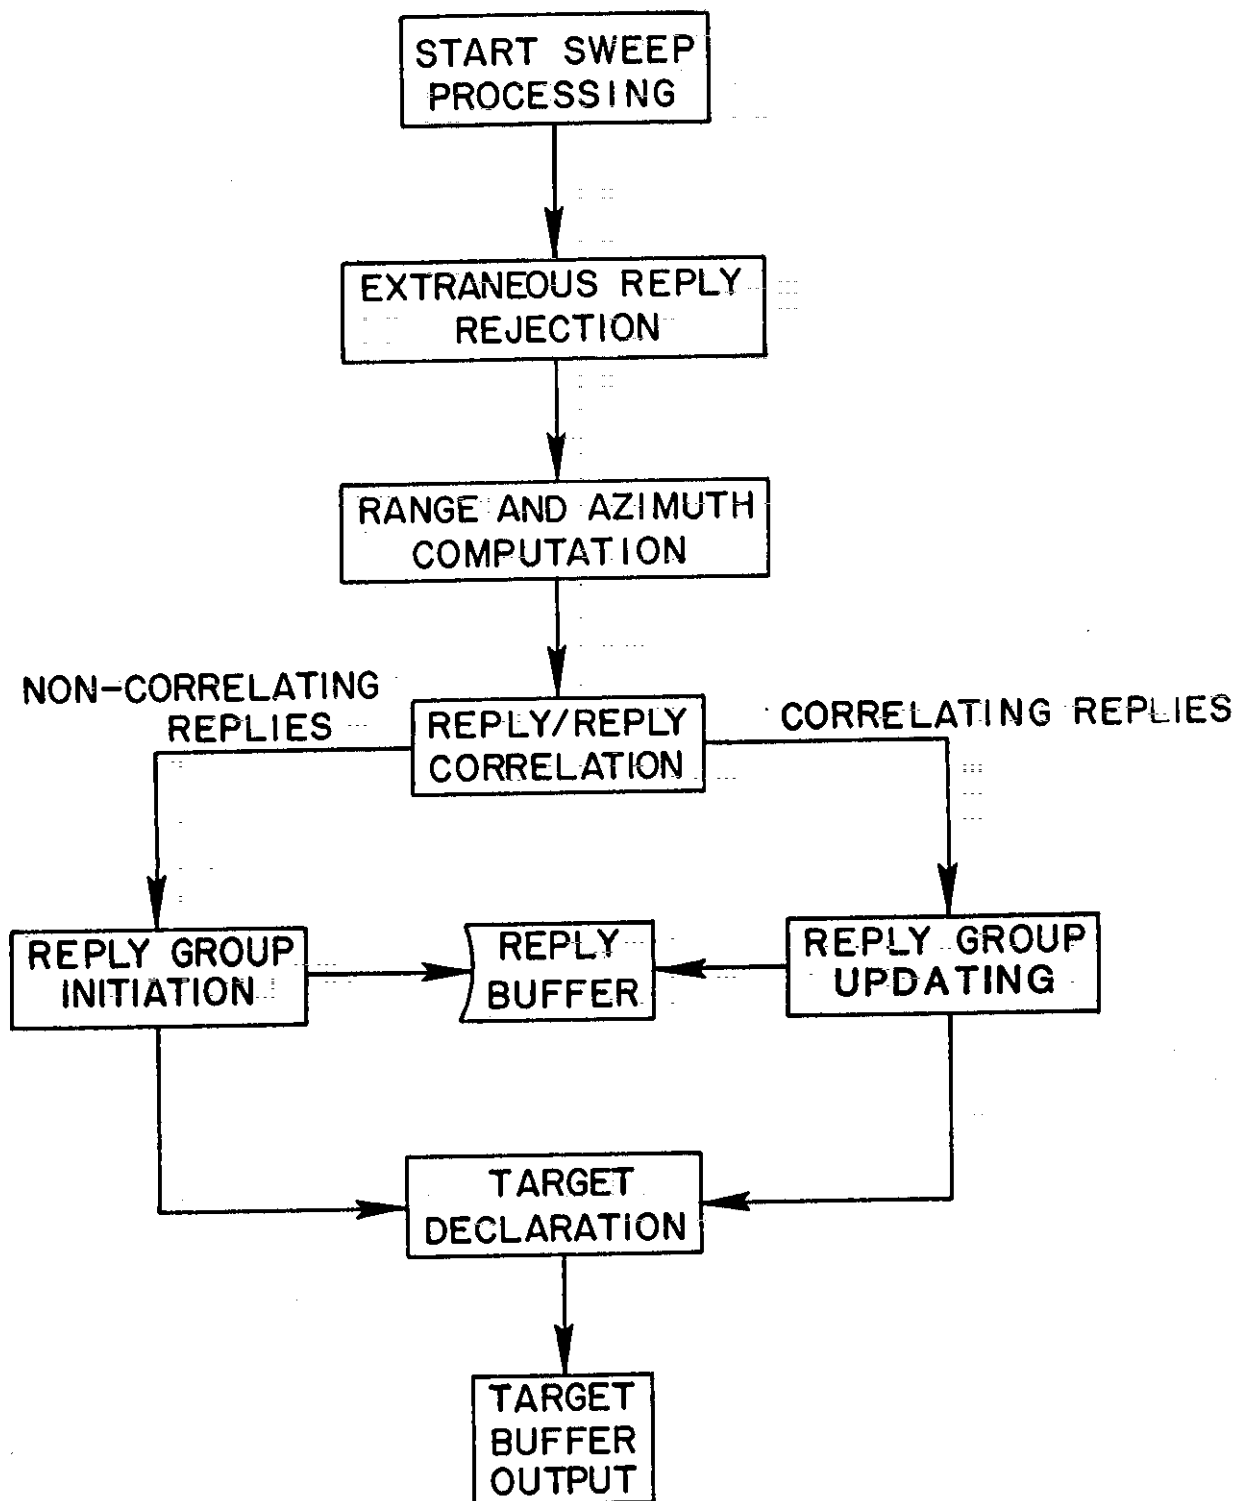 START SWEEP
PROCESSING
EXTRANEOUS REPLY
REJECTION
RANGE AND AZIMUTH
COMPUTATION
NON-CORRELATING
REPLIES
REPLY/REPLY
CORRELATION
CORRELATING REPLIES
REPLY GROUP
INITIATION
REPLY
BUFFER
REPLY GROUP
UPDATING
TARGET
DECLARATION
TARGET
BUFFER
OUTPUT